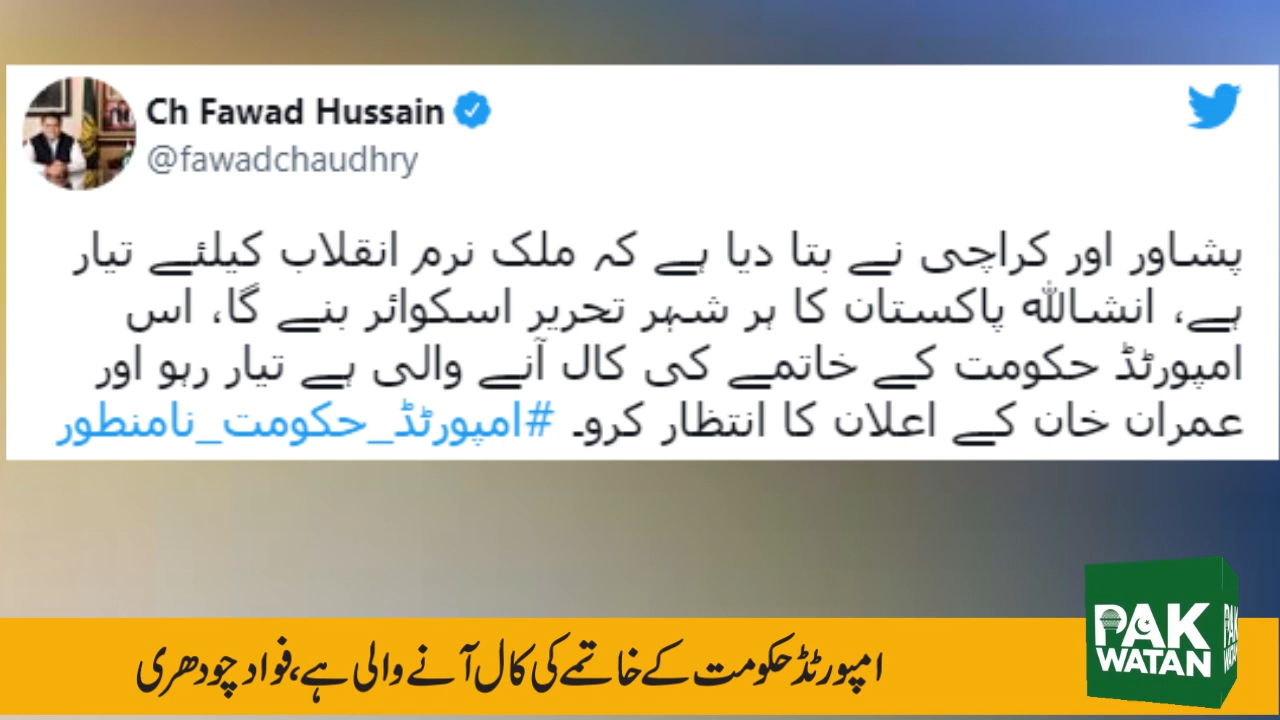 Ch Fawad Hussain
@fawadchaudhry
پشاور اور کراچی نے بتا دیا ہے کہ ملک نرم انقلاب کیلئے تیار
ہے، انشاﷲ پاکستان کا ہر شہر تحریر اسکوائر بنے گا، اس
امپورٹڈ حکومت کے خاتمے کی کال آنے والی ہے تیار رہو اور
عمران خان کے اعلان کا انتظار کرو۔ #امپورٹڈ_حکومت_نامنطور
PAK
WATAN
امپورٹڈ حکومت کے خاتمے کی کال آنے والی ہے، فواد چودھری